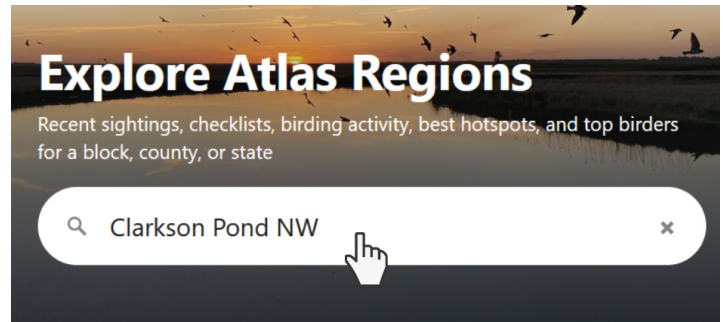 Explore Atlas Regions
Recent sightings, checklists, birding activity, best hotspots, and top birders
for a block, county, or state
Clarkson Pond NW